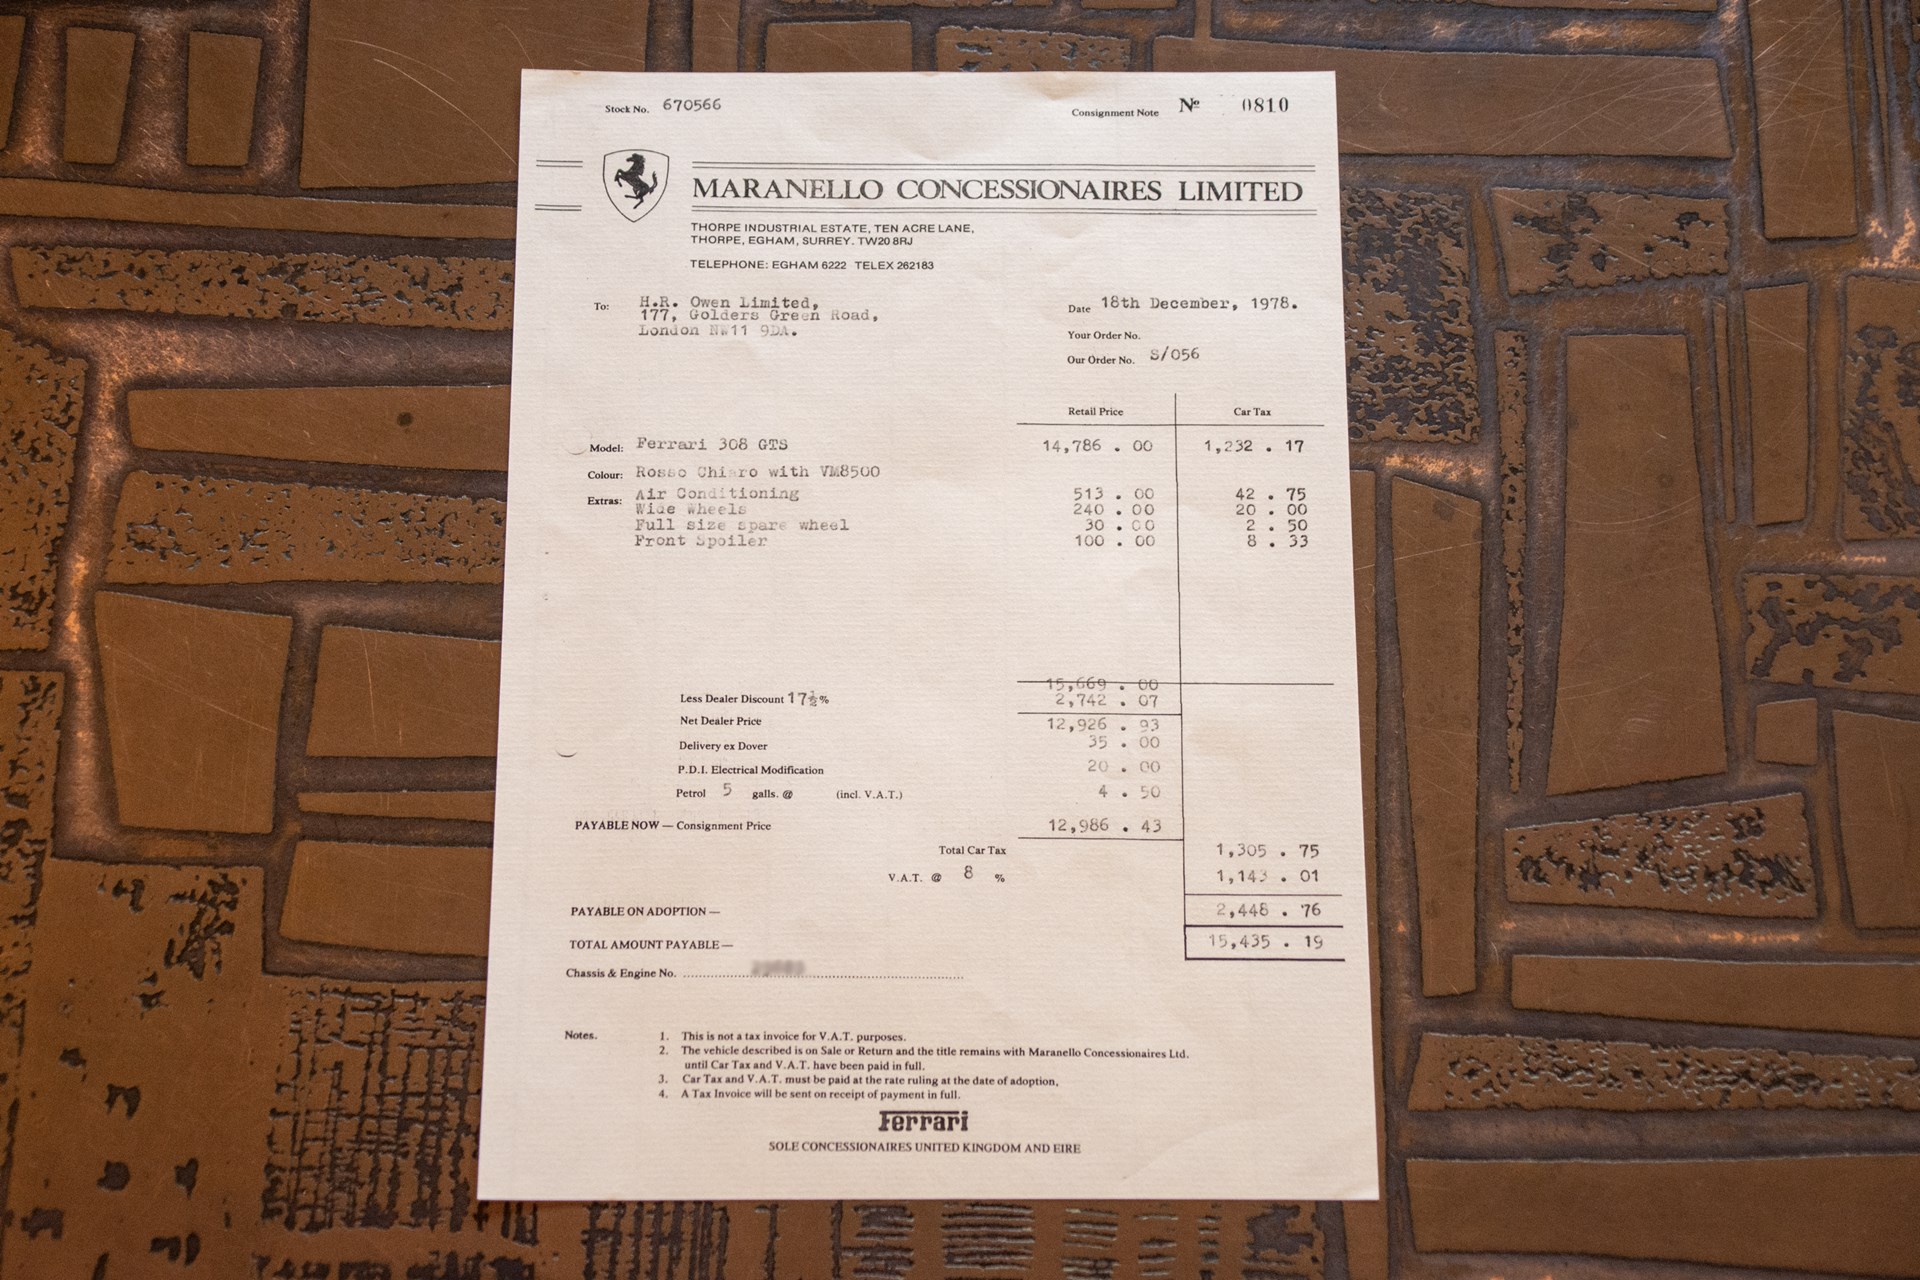 Stock No. 670566
Consignment Note Nº 0810
MARANELLO CONCESSIONAIRES LIMITED
THORPE INDUSTRIAL ESTATE, TEN ACRE LANE,
THORPE, EGHAM, SURREY. TW20 8RJ
TELEPHONE: EGHAM 6222 TELEX 262183
To: H.R. Owen Limited,
177, Golders Green Road,
London NW11 9DA.
Date 18th December, 1978.
Your Order No.
Our Order No. S/056
Retail Price Car Tax
Model: Ferrari 308 GTS 14,786 . 00 1,232 . 17
Colour: Rosso Chiaro with VM8500
Extras: Air Conditioning 513 . 00 42 . 75
Wide Wheels 240 . 00 20 . 00
Full size spare wheel 30 . 00 2 . 50
Front Spoiler 100 . 00 8 . 33
15,669 . 00
Less Dealer Discount 17½% 2,742 . 07
Net Dealer Price 12,926 . 93
Delivery ex Dover 35 . 00
P.D.I. Electrical Modification 20 . 00
Petrol 5 galls. @ (incl. V.A.T.) 4 . 50
PAYABLE NOW — Consignment Price 12,986 . 43
Total Car Tax 1,305 . 75
V.A.T. @ 8 % 1,143 . 01
PAYABLE ON ADOPTION — 2,448 . 76
TOTAL AMOUNT PAYABLE — 15,435 . 19
Chassis & Engine No.
Notes. 1. This is not a tax invoice for V.A.T. purposes.
2. The vehicle described is on Sale or Return and the title remains with Maranello Concessionaires Ltd.
until Car Tax and V.A.T. have been paid in full.
3. Car Tax and V.A.T. must be paid at the rate ruling at the date of adoption.
4. A Tax Invoice will be sent on receipt of payment in full.
Ferrari
SOLE CONCESSIONAIRES UNITED KINGDOM AND EIRE